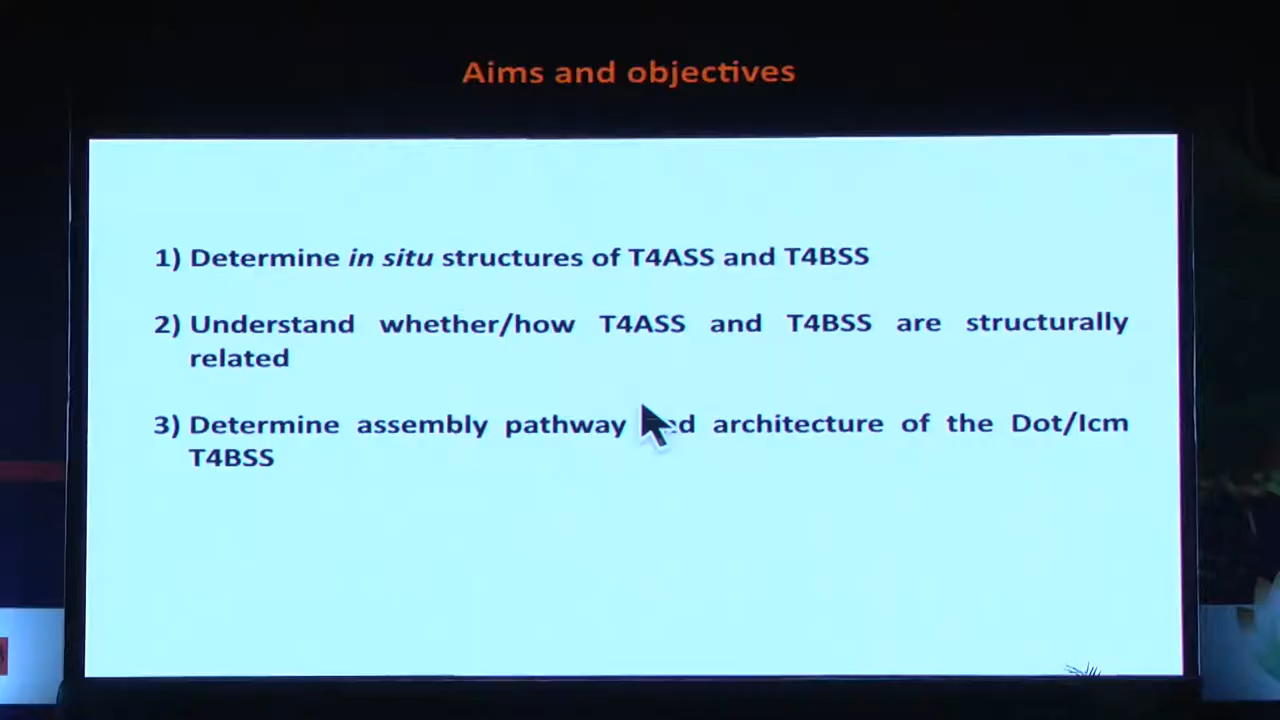 Aims and objectives
1) Determine in situ structures of T4ASS and T4BSS
2) Understand whether/how T4ASS and T4BSS are structurally
related
3) Determine assembly pathway architecture of the Dot/Icm
T4BSS